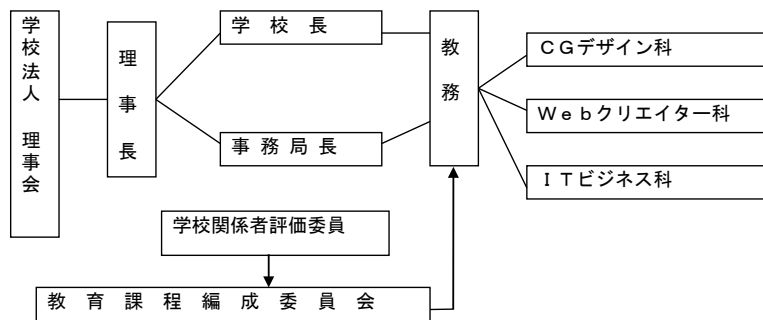 学校法人 理事会
理事長
学校長
事務局長
教務
CGデザイン科
Webクリエイター科
ITビジネス科
学校関係者評価委員
教育課程編成委員会